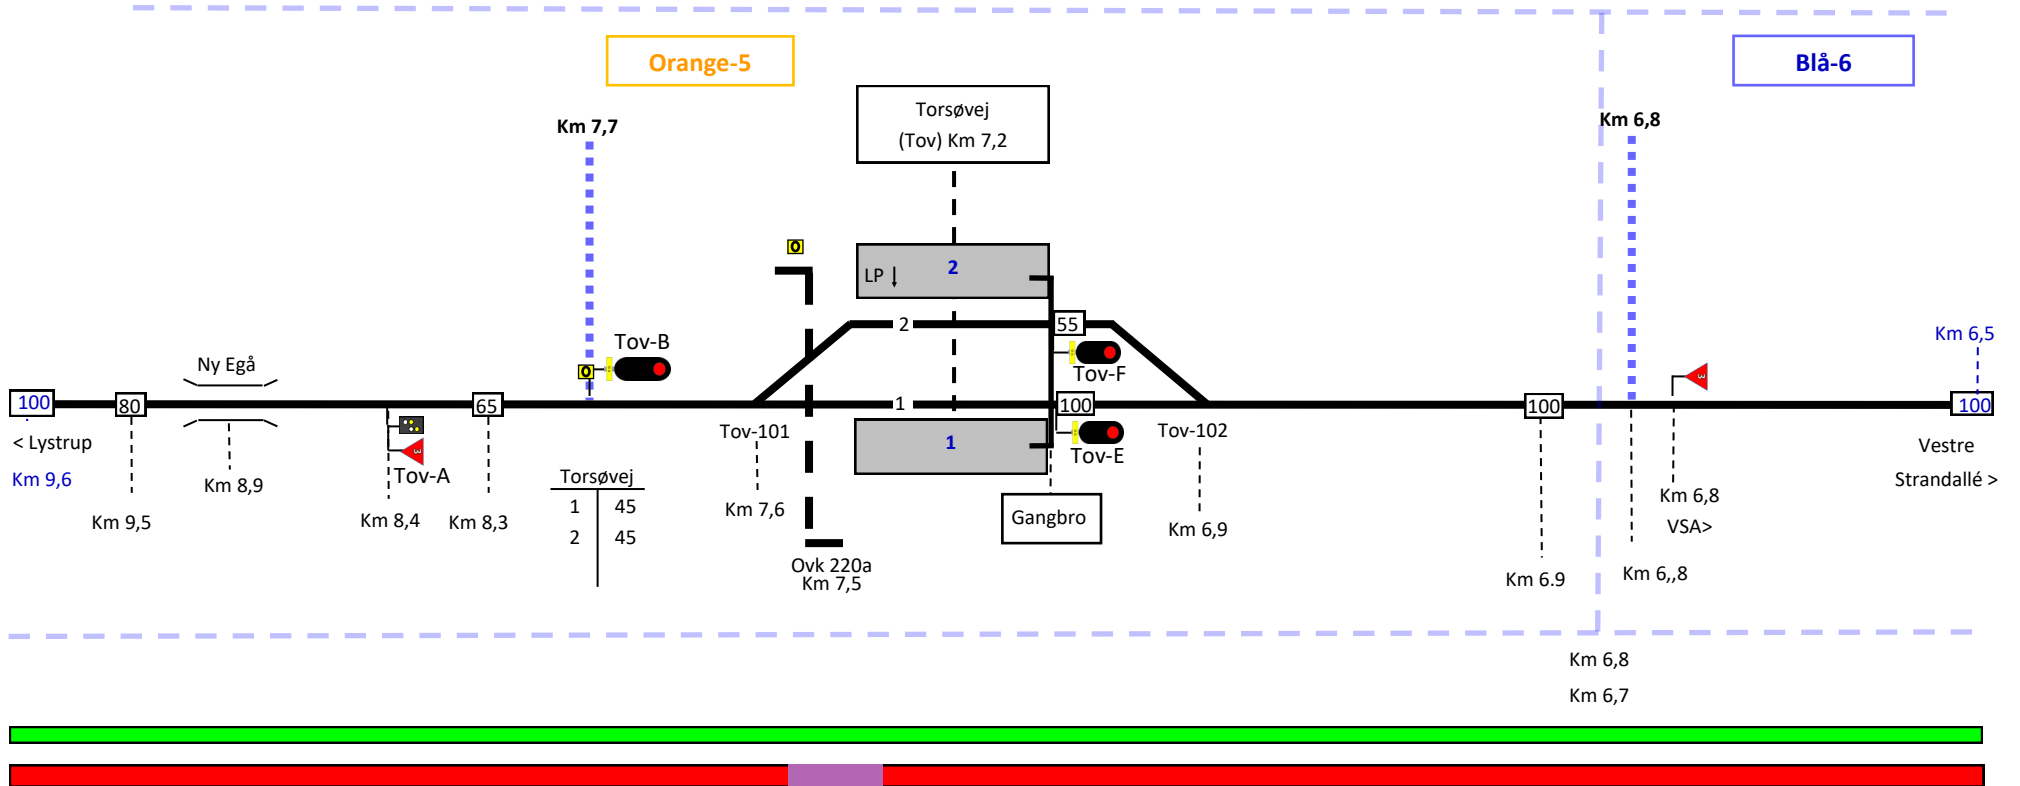 Orange-5
Blå-6
Km 7,7
Torsøvej
(Tov) Km 7,2
Km 6,8
0
LP
2
2
55
Tov-B
0
Tov-F
Km 6,5
3
Ny Egå
100
80
65
1
100
100
100
< Lystrup
Km 9,6
3
Tov-A
Tov-101
1
Tov-E
Tov-102
Vestre
Strandallé >
Km 8,9
Km 9,5
Km 8,4
Km 8,3
Torsøvej
1 45
2 45
Km 7,6
Gangbro
Km 6,9
Km 6,8
VSA>
Ovk 220a
Km 7,5
Km 6.9
Km 6,,8
Km 6,8
Km 6,7